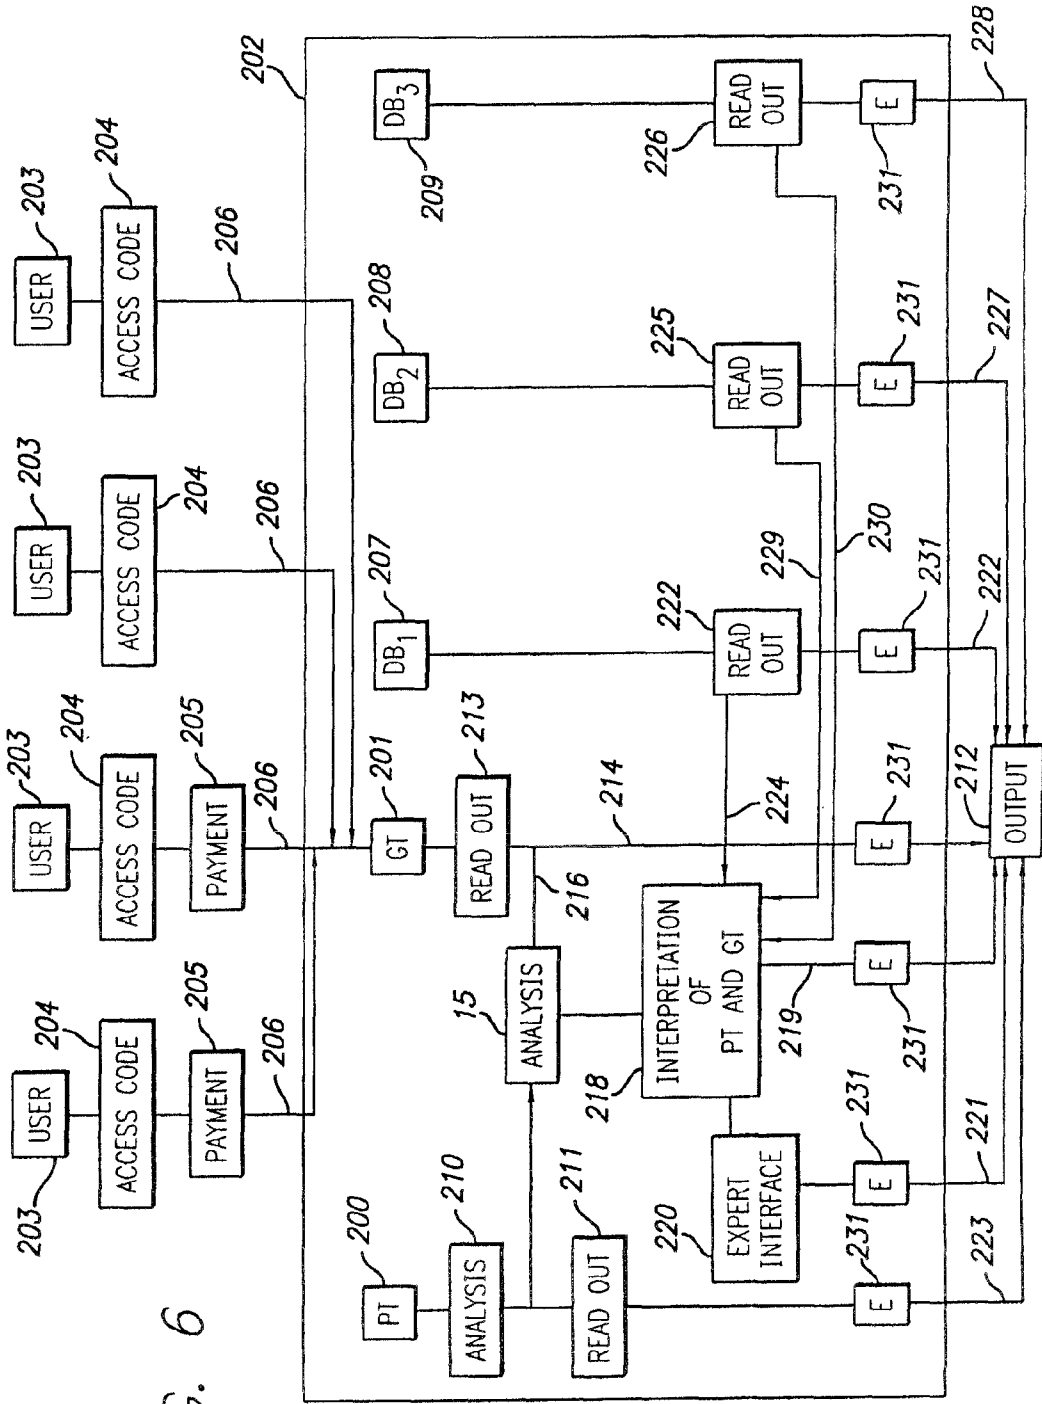 203
USER
203
USER
203
USER
203
USER
204
ACCESS CODE
204
ACCESS CODE
204
ACCESS CODE
204
ACCESS CODE
205
PAYMENT
205
PAYMENT
206
206
206
206
202
6
200
PT
201
GT
207
DB1
208
DB2
209
DB3
210
ANALYSIS
213
READ OUT
15
ANALYSIS
216
214
211
READ OUT
218
INTERPRETATION
OF
PT AND GT
220
EXPERT
INTERFACE
222
READ
OUT
225
READ
OUT
226
READ
OUT
224
229
230
219
231
E
231
E
231
E
231
E
231
E
231
E
231
E
223
221
212
OUTPUT
222
227
228